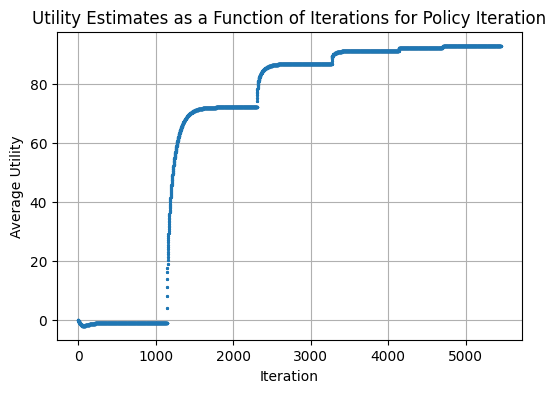 Utility Estimates as a Function of Iterations for Policy Iteration
Average Utility
80
60
40
20
0
0 1000 2000 3000 4000 5000
Iteration